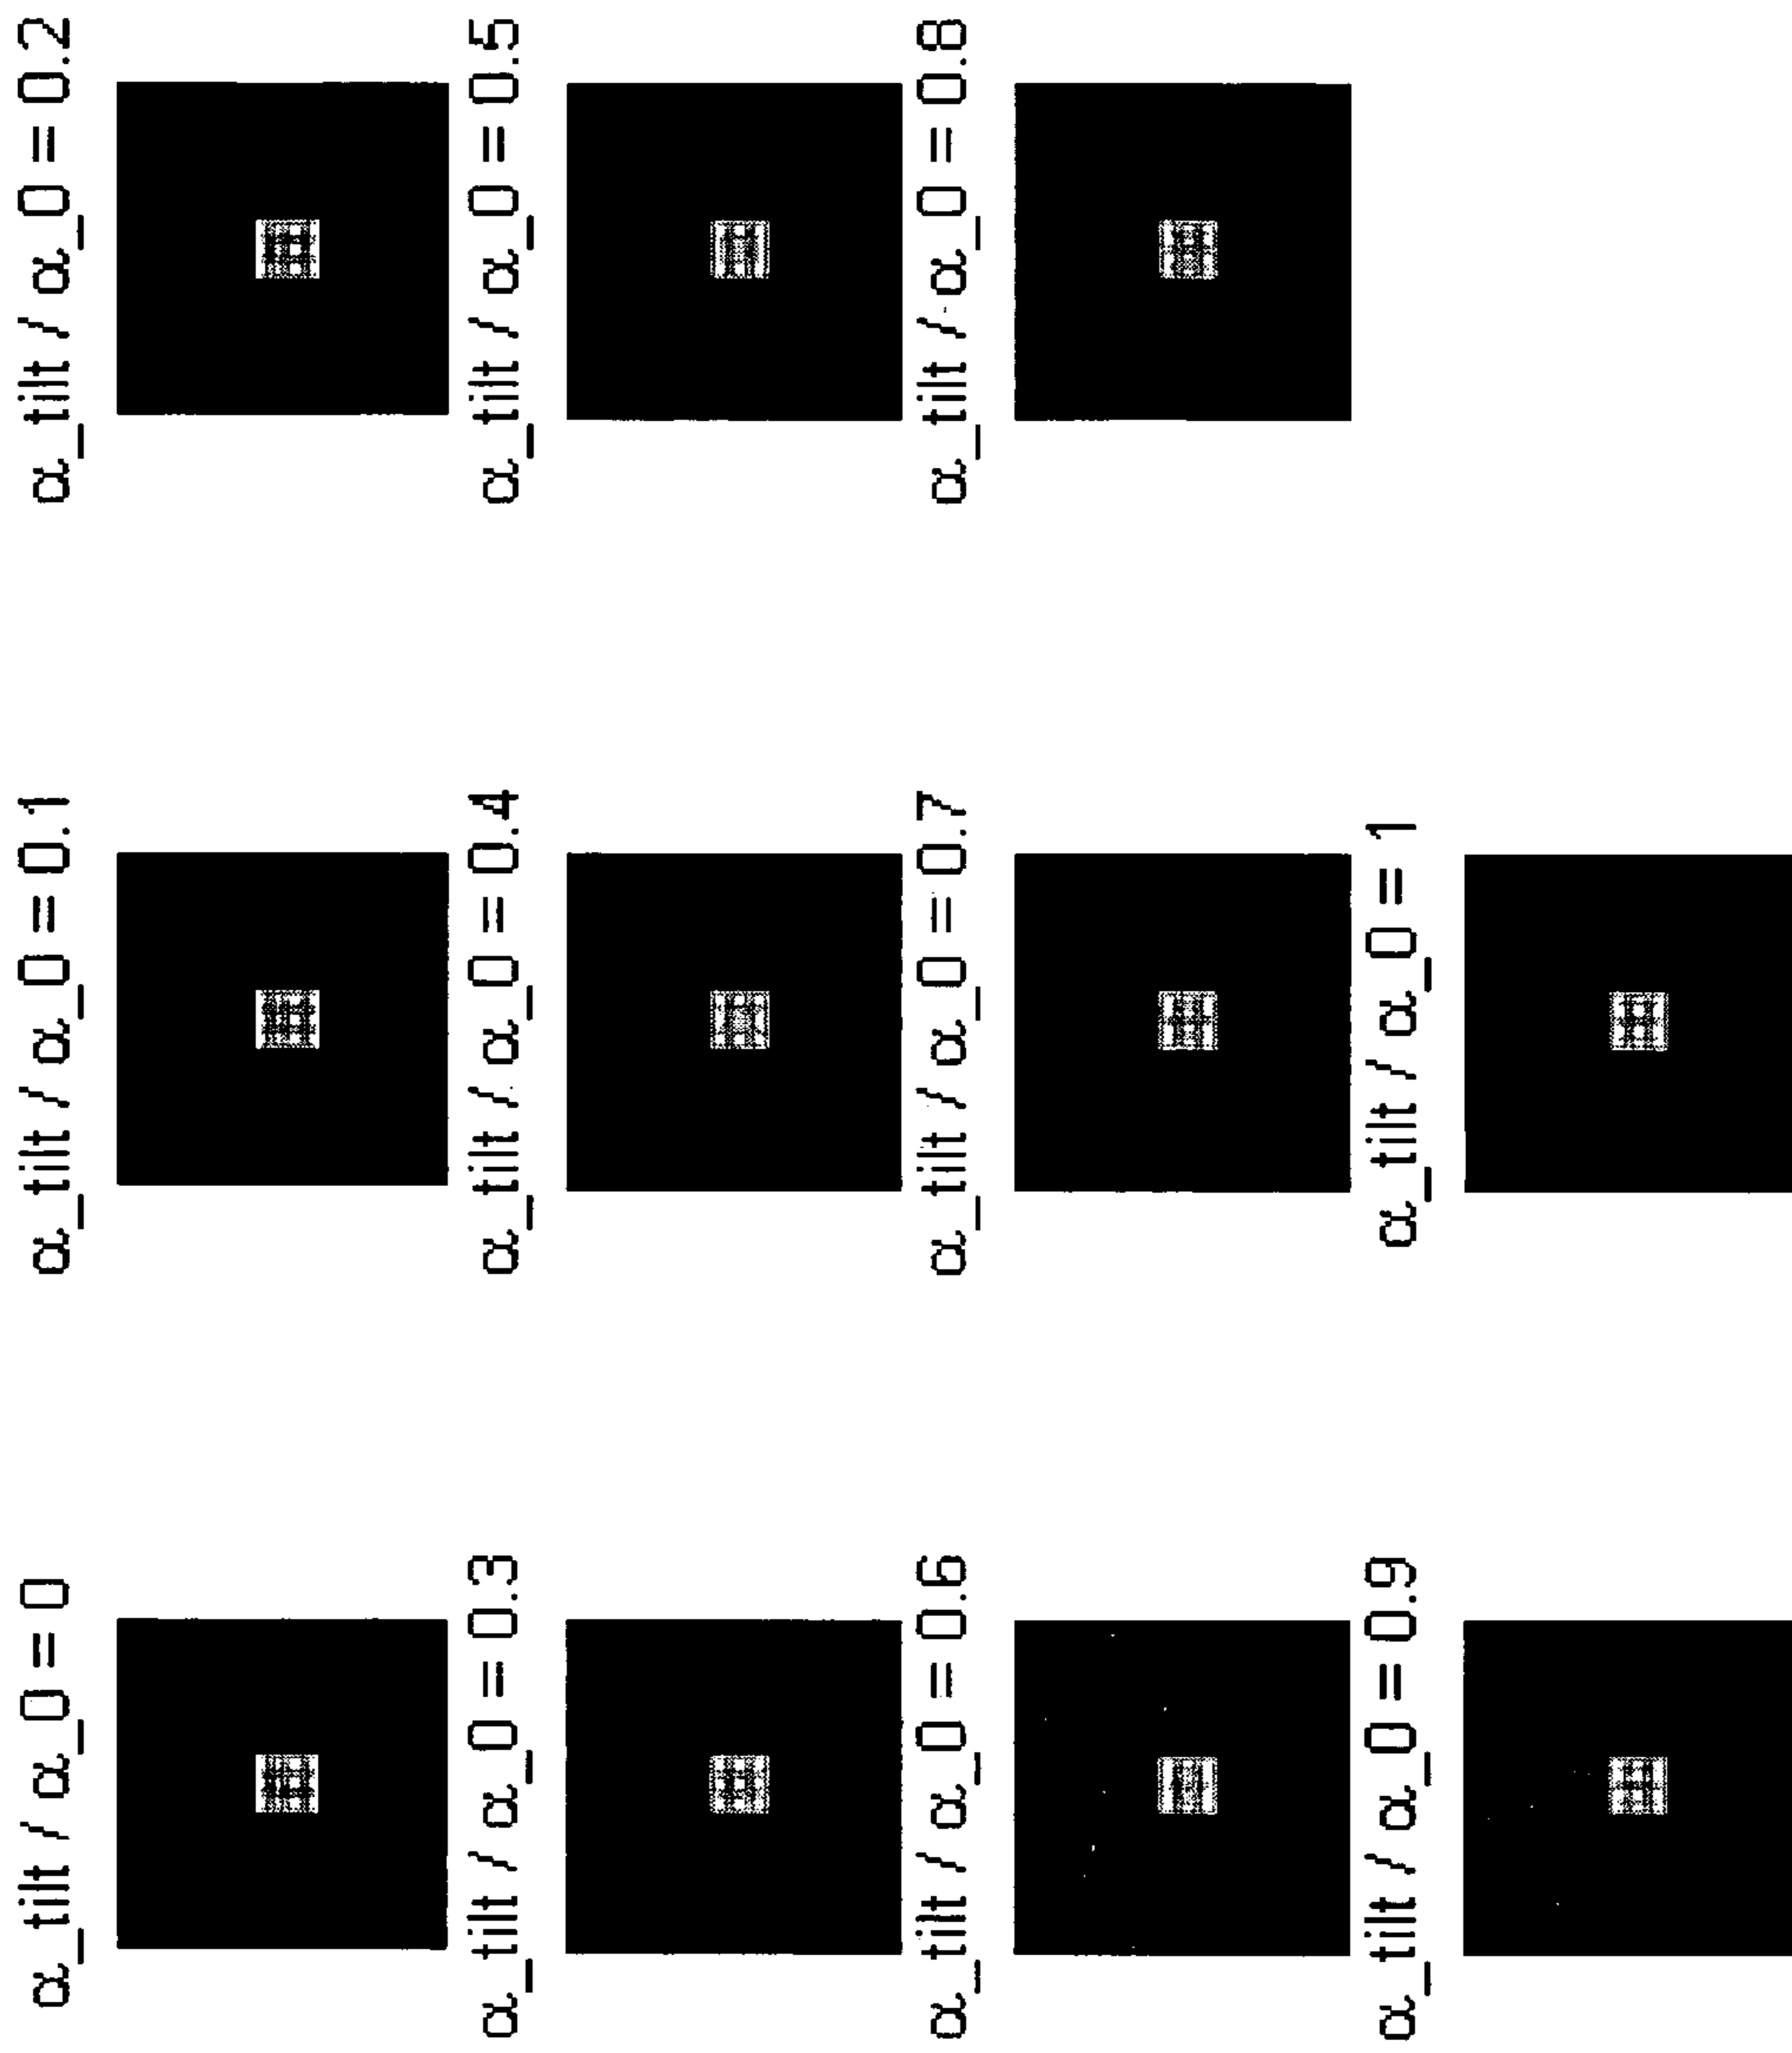 α_tilt / α_0 = 0
α_tilt / α_0 = 0.1
α_tilt / α_0 = 0.2
α_tilt / α_0 = 0.3
α_tilt / α_0 = 0.4
α_tilt / α_0 = 0.5
α_tilt / α_0 = 0.6
α_tilt / α_0 = 0.7
α_tilt / α_0 = 0.8
α_tilt / α_0 = 0.9
α_tilt / α_0 = 1